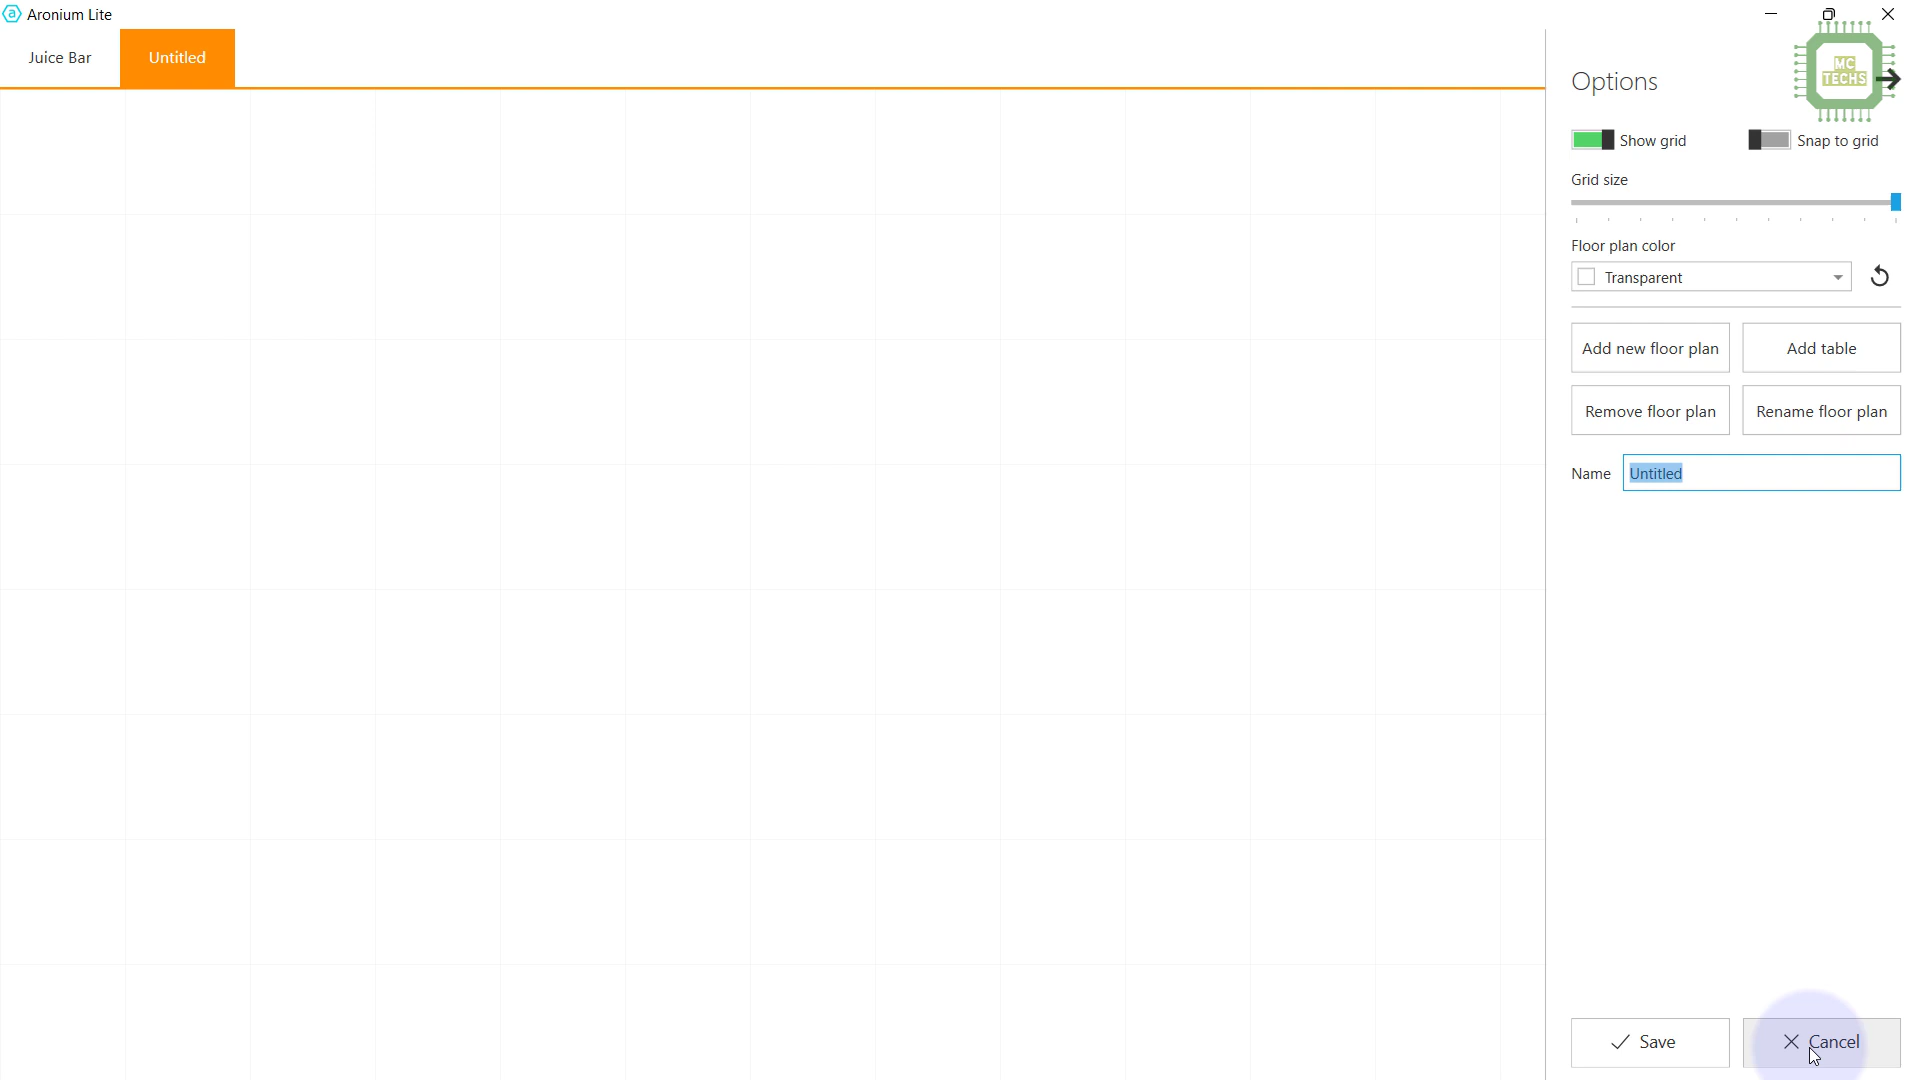 Aronium Lite
Juice Bar
Untitled
MC
TECHS
Options
Show grid
Snap to grid
Grid size
Floor plan color
Transparent
Add new floor plan
Add table
Remove floor plan
Rename floor plan
Name
Untitled
Save
Cancel